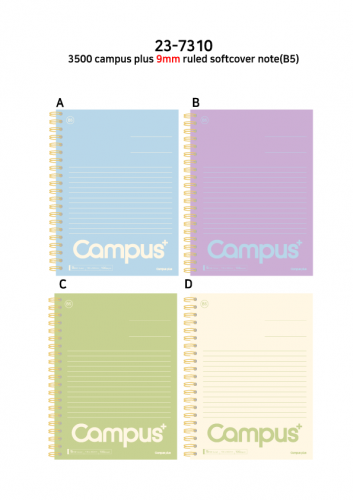 23-7310
3500 campus plus 9mm ruled softcover note(B5)
A
B
Campus+
Campus+
C
D
Campus+
Campus+